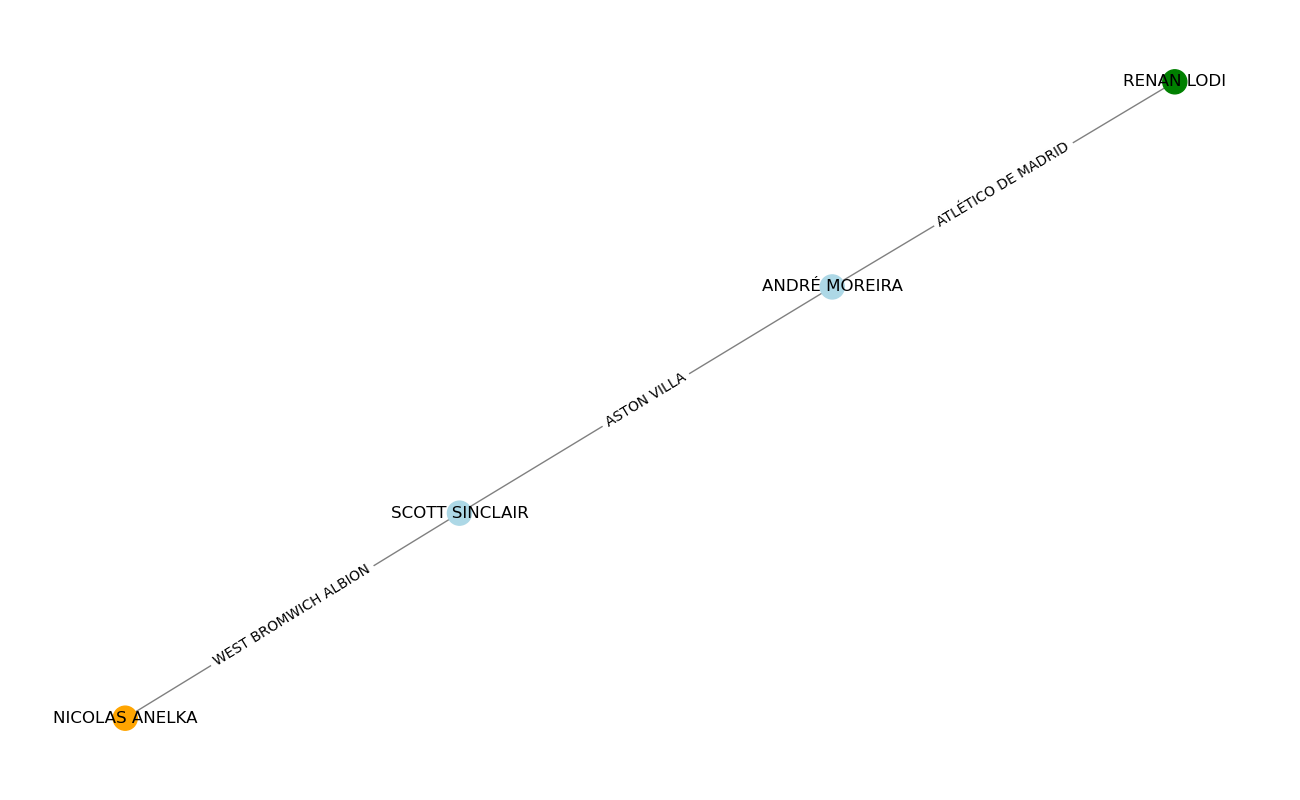 RENAN LODI
ATLÉTICO DE MADRID
ANDRÉ MOREIRA
ASTON VILLA
SCOTT SINCLAIR
WEST BROMWICH ALBION
NICOLAS ANELKA